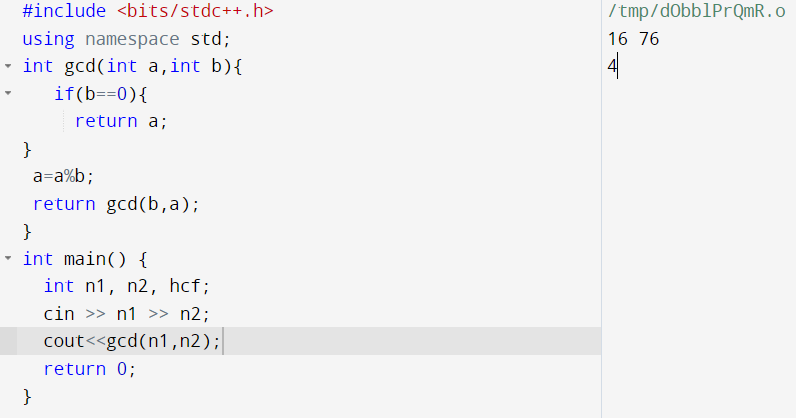 #include <bits/stdc++.h>
using namespace std;
int gcd(int a,int b){
if(b==0){
return a;
}
a=a%b;
return gcd(b,a);
}
int main() {
int n1, n2, hcf;
cin >> n1 >> n2;
cout<<gcd(n1,n2);
return 0;
}
/tmp/dObblPrQmR.o
16 76
4